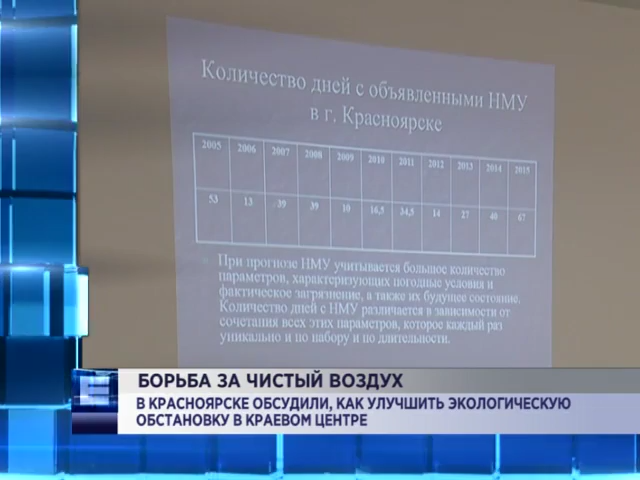 Количество дней с объявленными НМУ
в г. Красноярске
2005 2006 2007 2008 2009 2010 2011 2012 2013 2014 2015
53 13 39 39 10 16,5 34,5 14 27 40 67
При прогнозе НМУ учитывается большое количество
параметров, характеризующих погодные условия и
фактическое загрязнение, а также их будущее состояние.
Количество дней с НМУ различается в зависимости от
сочетания всех этих параметров, которое каждый раз
уникально и по набору и по длительности.
БОРЬБА ЗА ЧИСТЫЙ ВОЗДУХ
В КРАСНОЯРСКЕ ОБСУДИЛИ, КАК УЛУЧШИТЬ ЭКОЛОГИЧЕСКУЮ
ОБСТАНОВКУ В КРАЕВОМ ЦЕНТРЕ